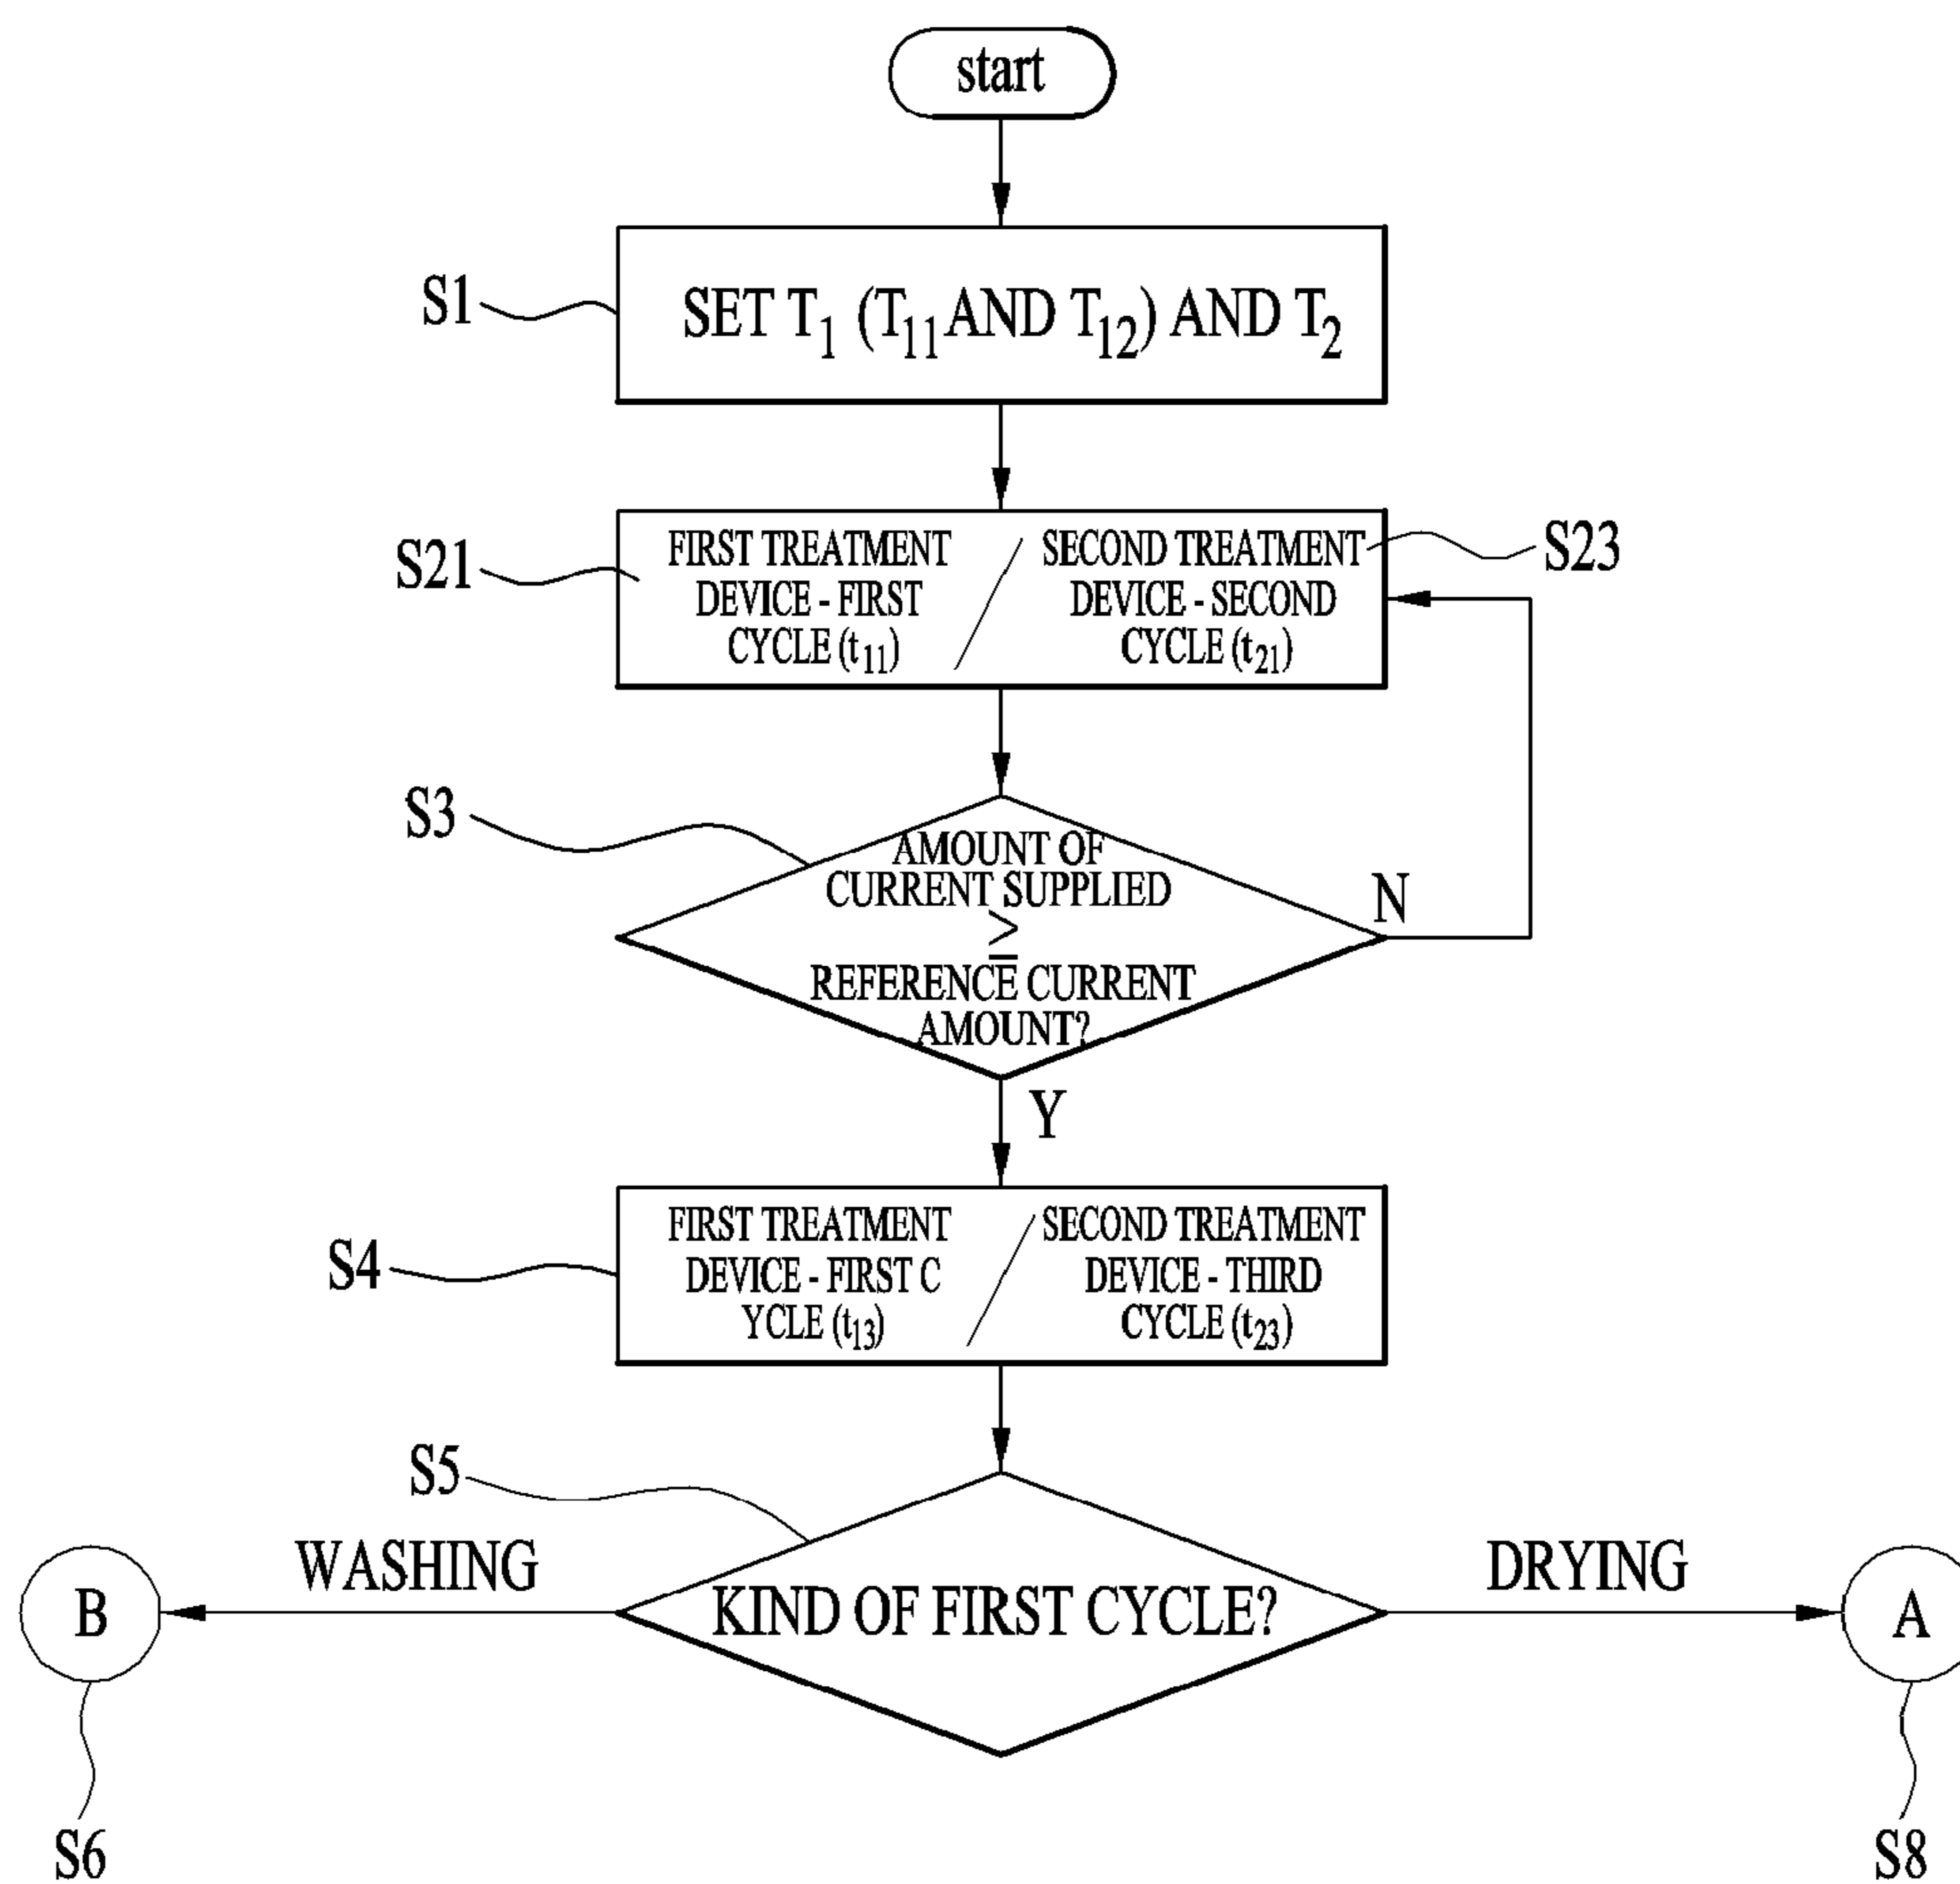 start
S1
SET T₁ (T₁₁ AND T₁₂) AND T₂
S21
FIRST TREATMENT
DEVICE - FIRST
CYCLE (t₁₁)
SECOND TREATMENT
DEVICE - SECOND
CYCLE (t₂₁)
S23
S3
AMOUNT OF
CURRENT SUPPLIED
≥
REFERENCE CURRENT
AMOUNT?
N
Y
S4
FIRST TREATMENT
DEVICE - FIRST C
YCLE (t₁₃)
SECOND TREATMENT
DEVICE - THIRD
CYCLE (t₂₃)
S5
KIND OF FIRST CYCLE?
WASHING
B
DRYING
A
S6
S8